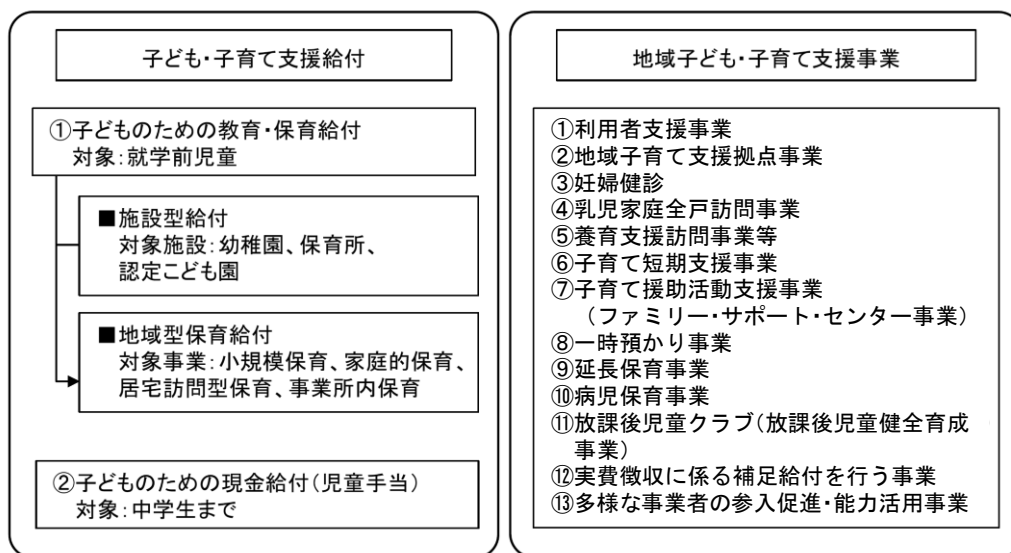 子ども・子育て支援給付
①子どものための教育・保育給付
対象：就学前児童
■施設型給付
対象施設：幼稚園、保育所、
認定こども園
■地域型保育給付
対象事業：小規模保育、家庭的保育、
居宅訪問型保育、事業所内保育
②子どものための現金給付（児童手当）
対象：中学生まで
地域子ども・子育て支援事業
①利用者支援事業
②地域子育て支援拠点事業
③妊婦健診
④乳児家庭全戸訪問事業
⑤養育支援訪問事業等
⑥子育て短期支援事業
⑦子育て援助活動支援事業
（ファミリー・サポート・センター事業）
⑧一時預かり事業
⑨延長保育事業
⑩病児保育事業
⑪放課後児童クラブ（放課後児童健全育成
事業）
⑫実費徴収に係る補足給付を行う事業
⑬多様な事業者の参入促進・能力活用事業